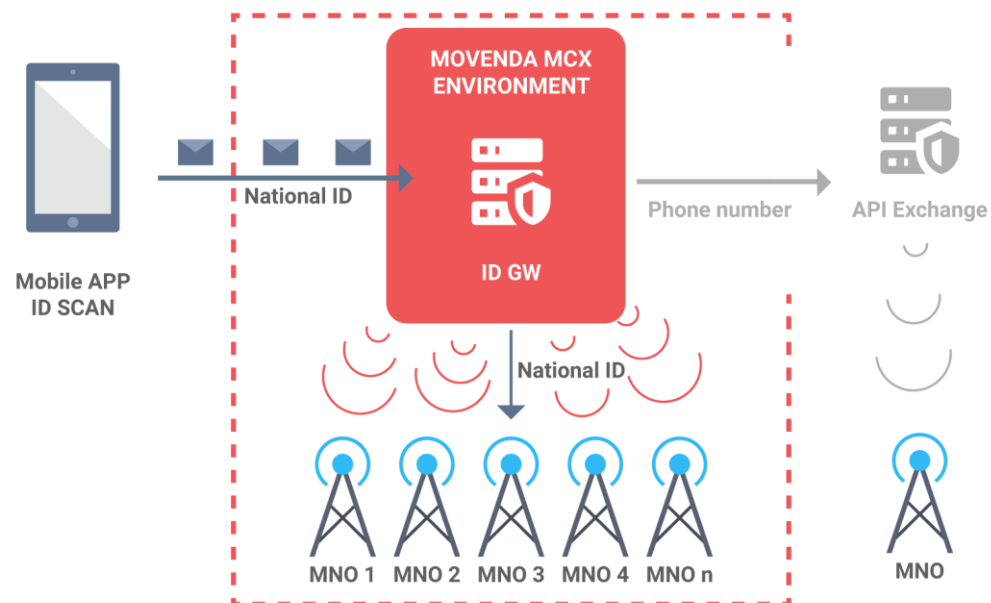 MOVENDA MCX
ENVIRONMENT
National ID
ID GW
Phone number
API Exchange
Mobile APP
ID SCAN
National ID
MNO 1
MNO 2
MNO 3
MNO 4
MNO n
MNO